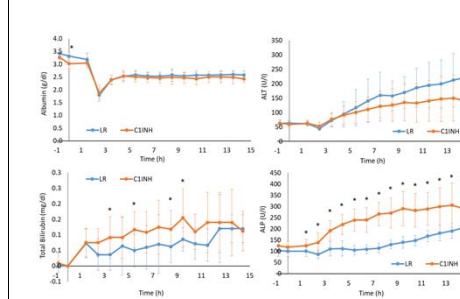 4.0
3.5
3.0
2.5
2.0
1.5
1.0
0.5
0.0
Albumin (g/dl)
*
LR C1INH
-1 1 3 5 7 9 11 13 15
Time (h)
350
300
250
200
150
100
50
0
ALT (U/l)
LR C1INH
-1 1 3 5 7 9 11 13
Time (h)
0.3
0.2
0.2
0.1
0.1
0.0
-0.1
Total Bilirubin (mg/dl)
* * * *
LR C1INH
-1 1 3 5 7 9 11 13 15
Time (h)
450
400
350
300
250
200
150
100
50
0
ALP (U/l)
* * * * * * * * * * * *
LR C1INH
-1 1 3 5 7 9 11 13
Time (h)